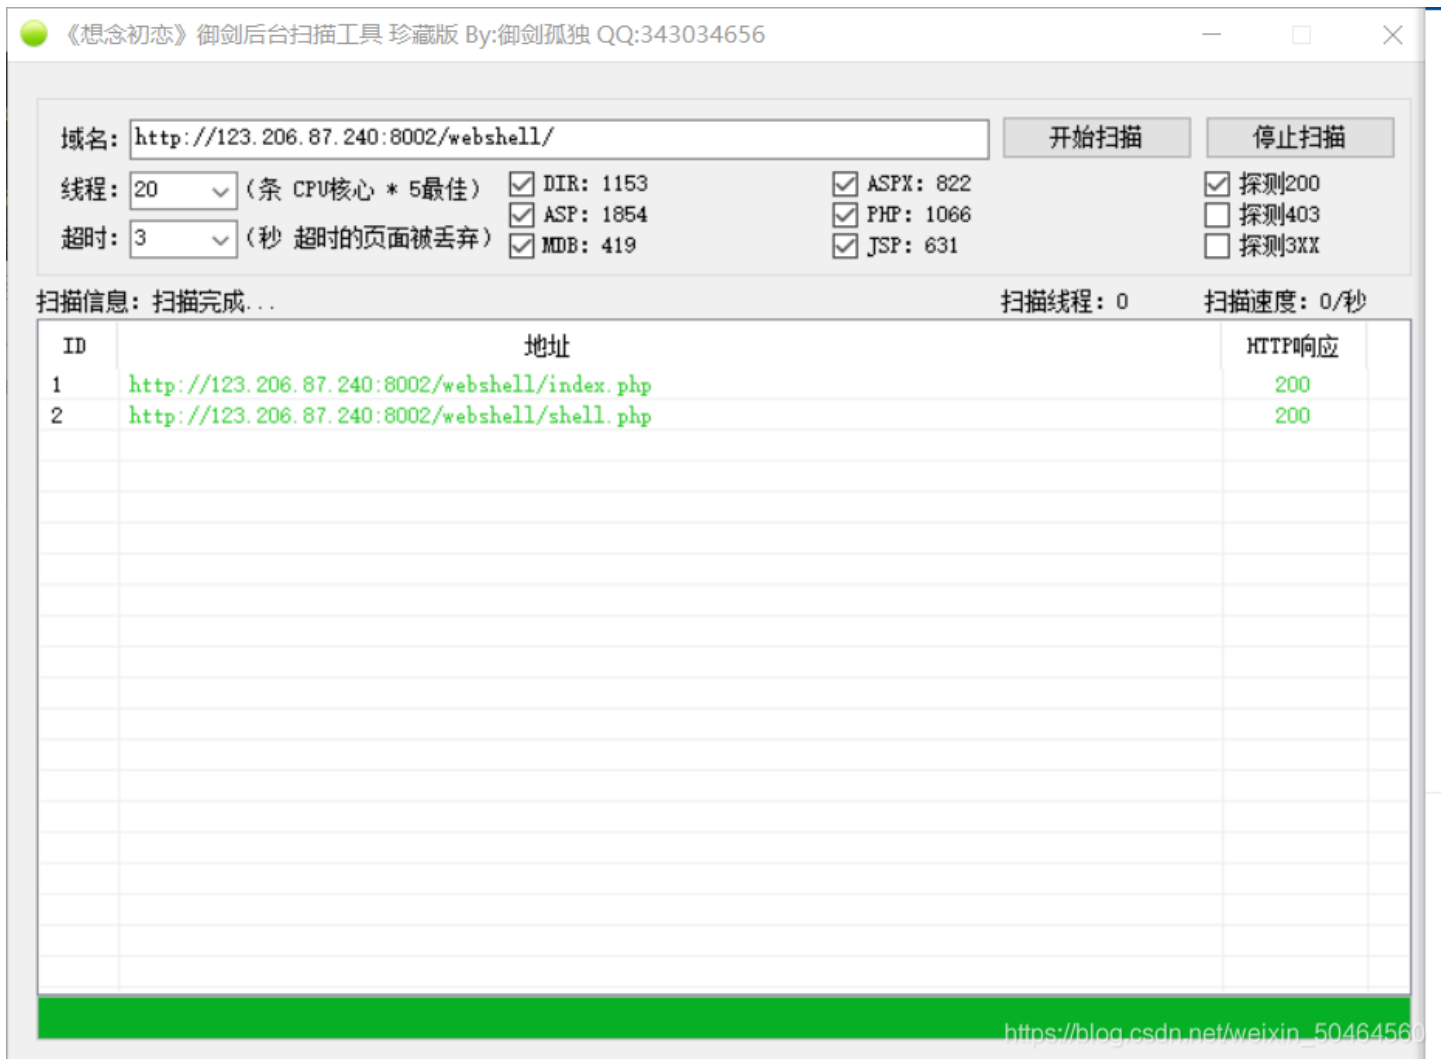 《想念初恋》御剑后台扫描工具 珍藏版 By:御剑孤独 QQ:343034656
域名: http://123.206.87.240:8002/webshell/ 开始扫描 停止扫描
线程: 20 (条 CPU核心 * 5最佳) DIR: 1153 ASPX: 822 探测200
ASP: 1854 PHP: 1066 探测403
超时: 3 (秒 超时的页面被丢弃) MDB: 419 JSP: 631 探测3XX
扫描信息: 扫描完成... 扫描线程: 0 扫描速度: 0/秒
ID 地址 HTTP响应
1 http://123.206.87.240:8002/webshell/index.php 200
2 http://123.206.87.240:8002/webshell/shell.php 200
https://blog.csdn.net/weixin_50464560